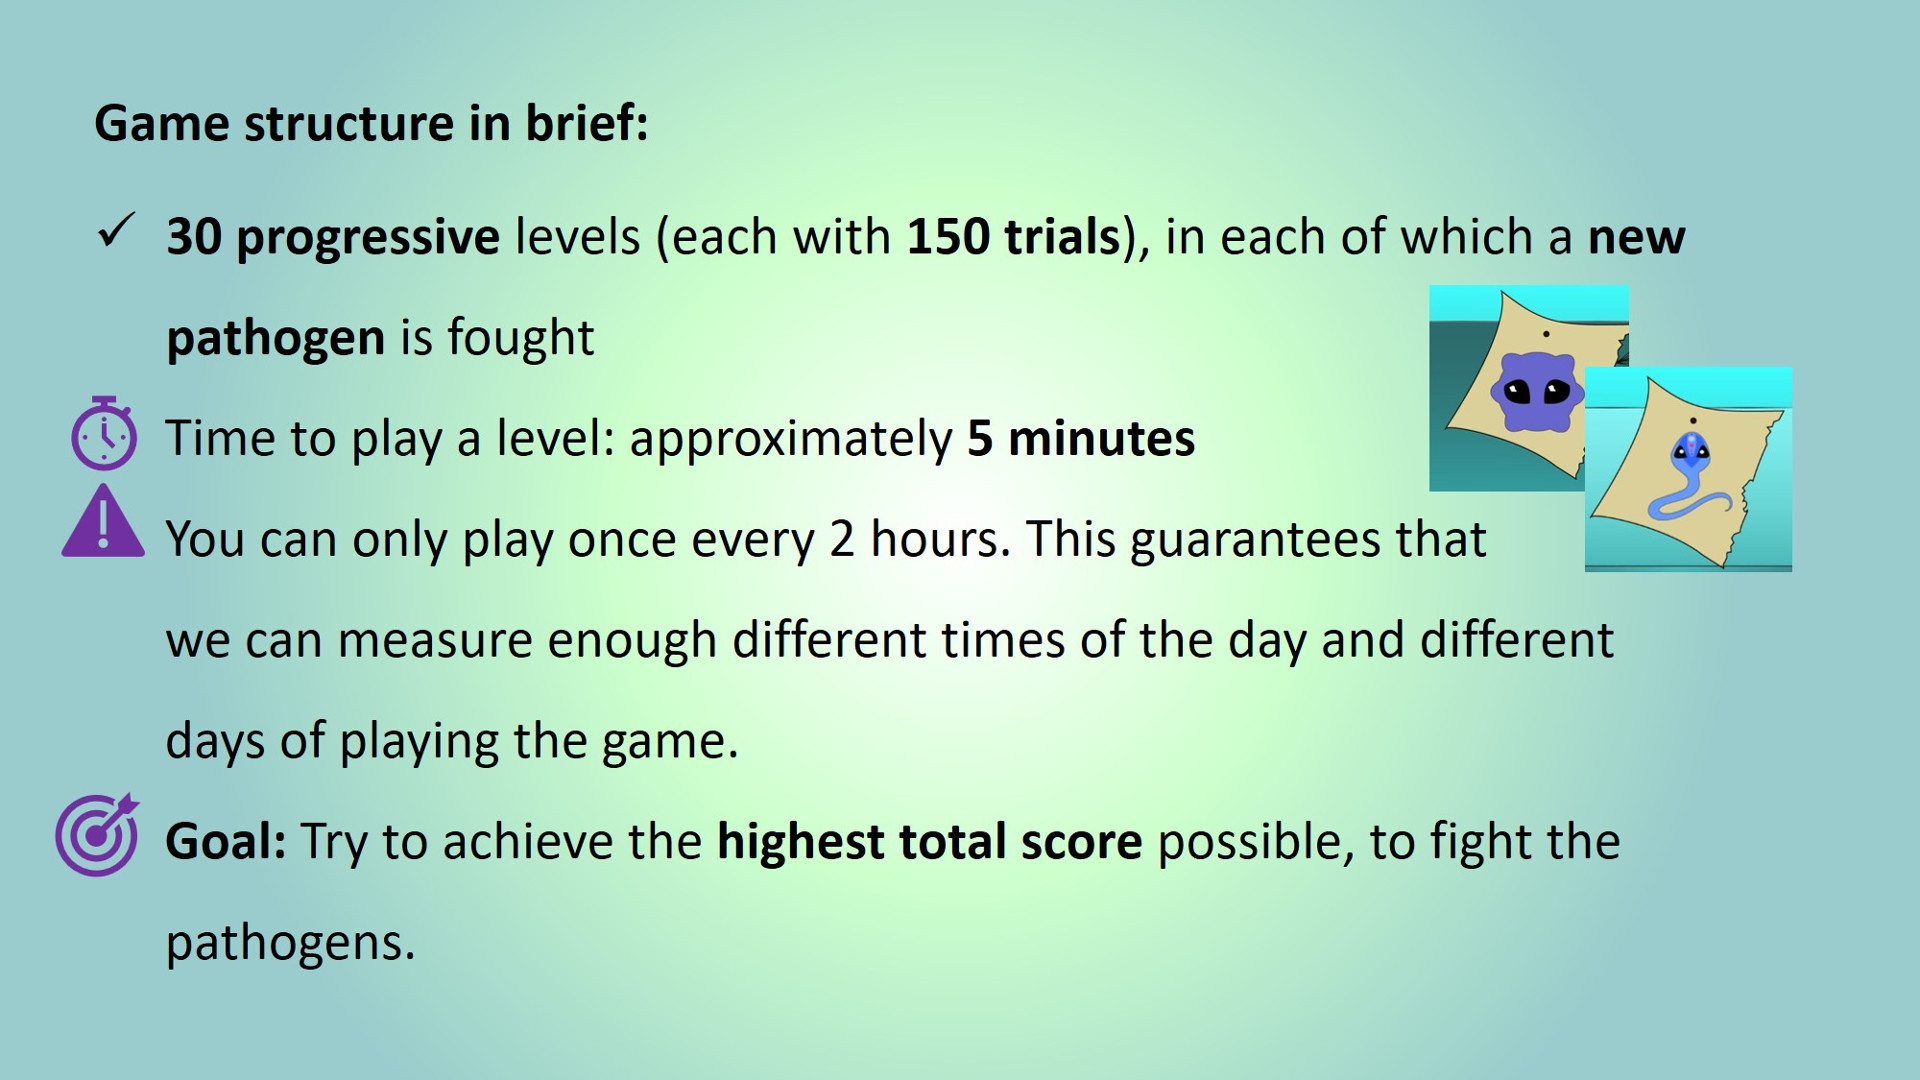 Game structure in brief:
✓ 30 progressive levels (each with 150 trials), in each of which a new
pathogen is fought
Time to play a level: approximately 5 minutes
You can only play once every 2 hours. This guarantees that
we can measure enough different times of the day and different
days of playing the game.
Goal: Try to achieve the highest total score possible, to fight the
pathogens.